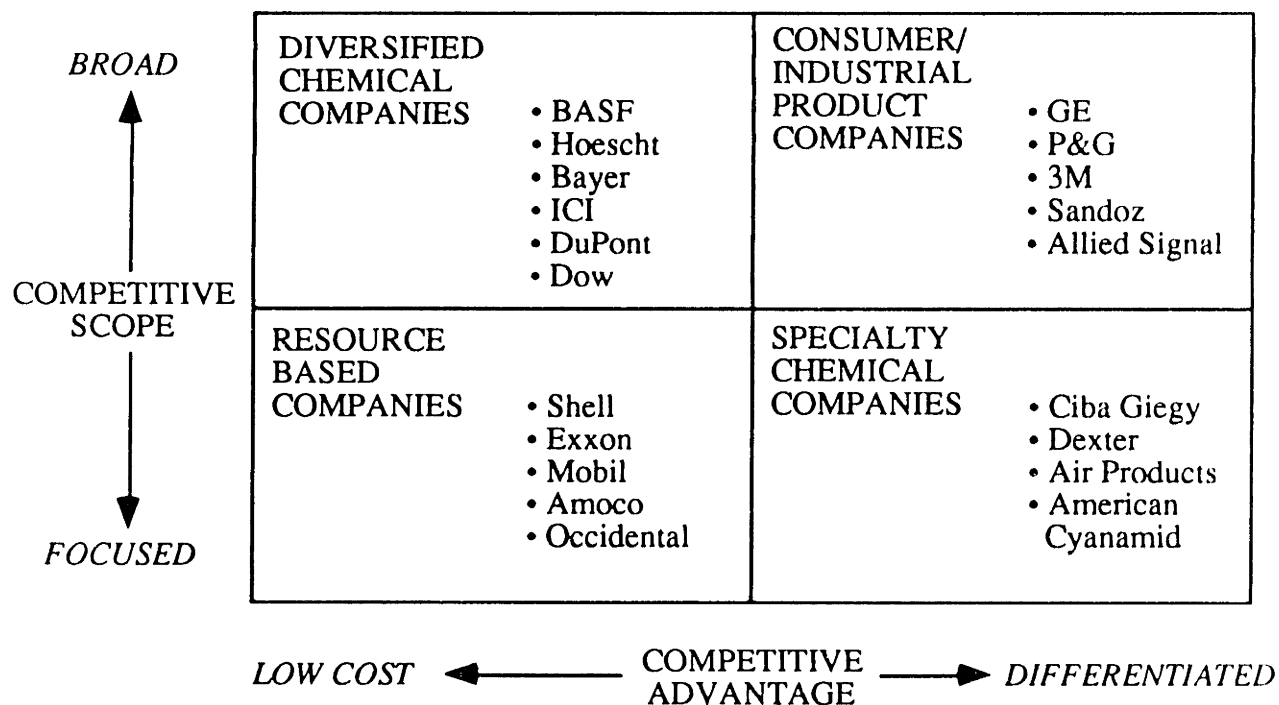 BROAD
COMPETITIVE
SCOPE
FOCUSED
DIVERSIFIED
CHEMICAL
COMPANIES
• BASF
• Hoescht
• Bayer
• ICI
• DuPont
• Dow
CONSUMER/
INDUSTRIAL
PRODUCT
COMPANIES
• GE
• P&G
• 3M
• Sandoz
• Allied Signal
RESOURCE
BASED
COMPANIES
• Shell
• Exxon
• Mobil
• Amoco
• Occidental
SPECIALTY
CHEMICAL
COMPANIES
• Ciba Giegy
• Dexter
• Air Products
• American
Cyanamid
LOW COST
COMPETITIVE
ADVANTAGE
DIFFERENTIATED